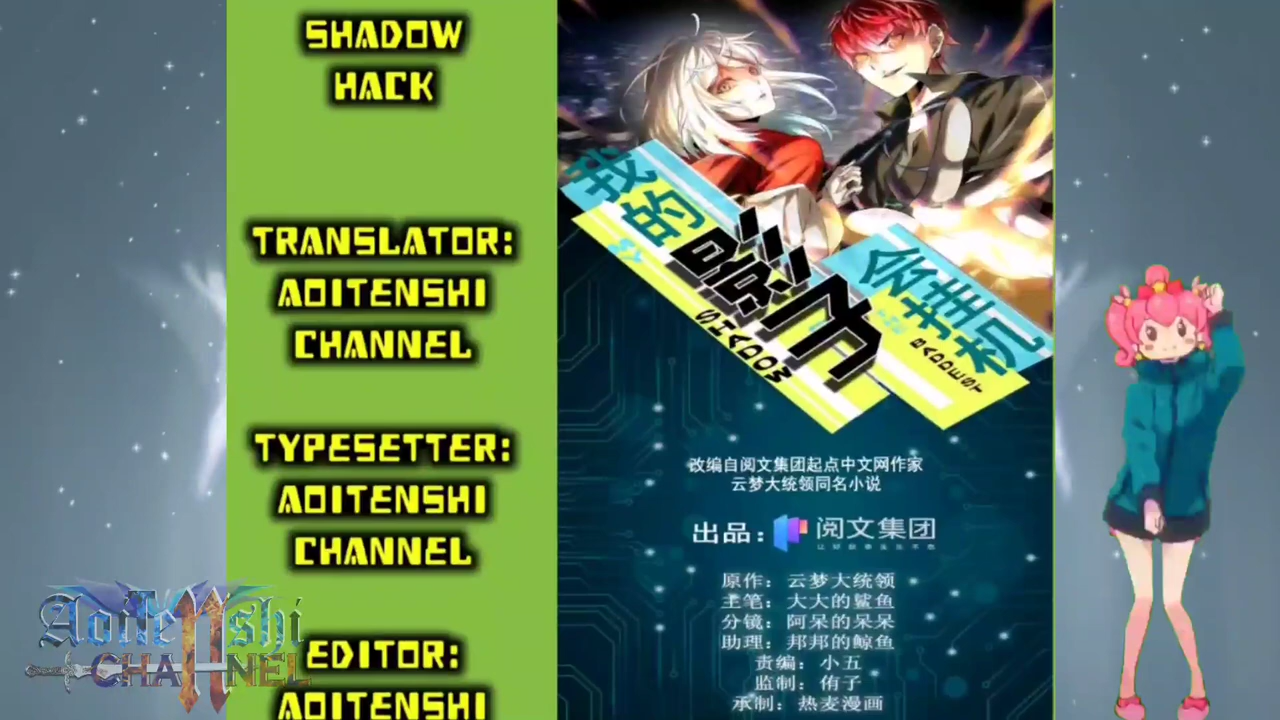 SHADOW
HACK
TRANSLATOR:
AOITENSHI
CHANNEL
TYPESETTER:
AOITENSHI
CHANNEL
EDITOR:
AOITENSHI
Aoitenshi
CHANNEL
我的影子会挂机
SHADOW
BADDEST
改编自阅文集团起点中文网作家
云梦大统领同名小说
出品：阅文集团
原作：云梦大统领
主笔：大大的鲨鱼
分镜：阿呆的呆呆
助理：邦邦的鲸鱼
责编：小五
监制：侑子
承制：热麦漫画